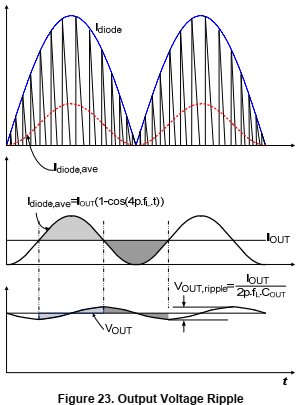 Idiode
Idiode,ave
Idiode,ave=IOUT(1-cos(4p.fL.t))
IOUT
VOUT,ripple=IOUT/2p.fL.COUT
VOUT
t
Figure 23. Output Voltage Ripple